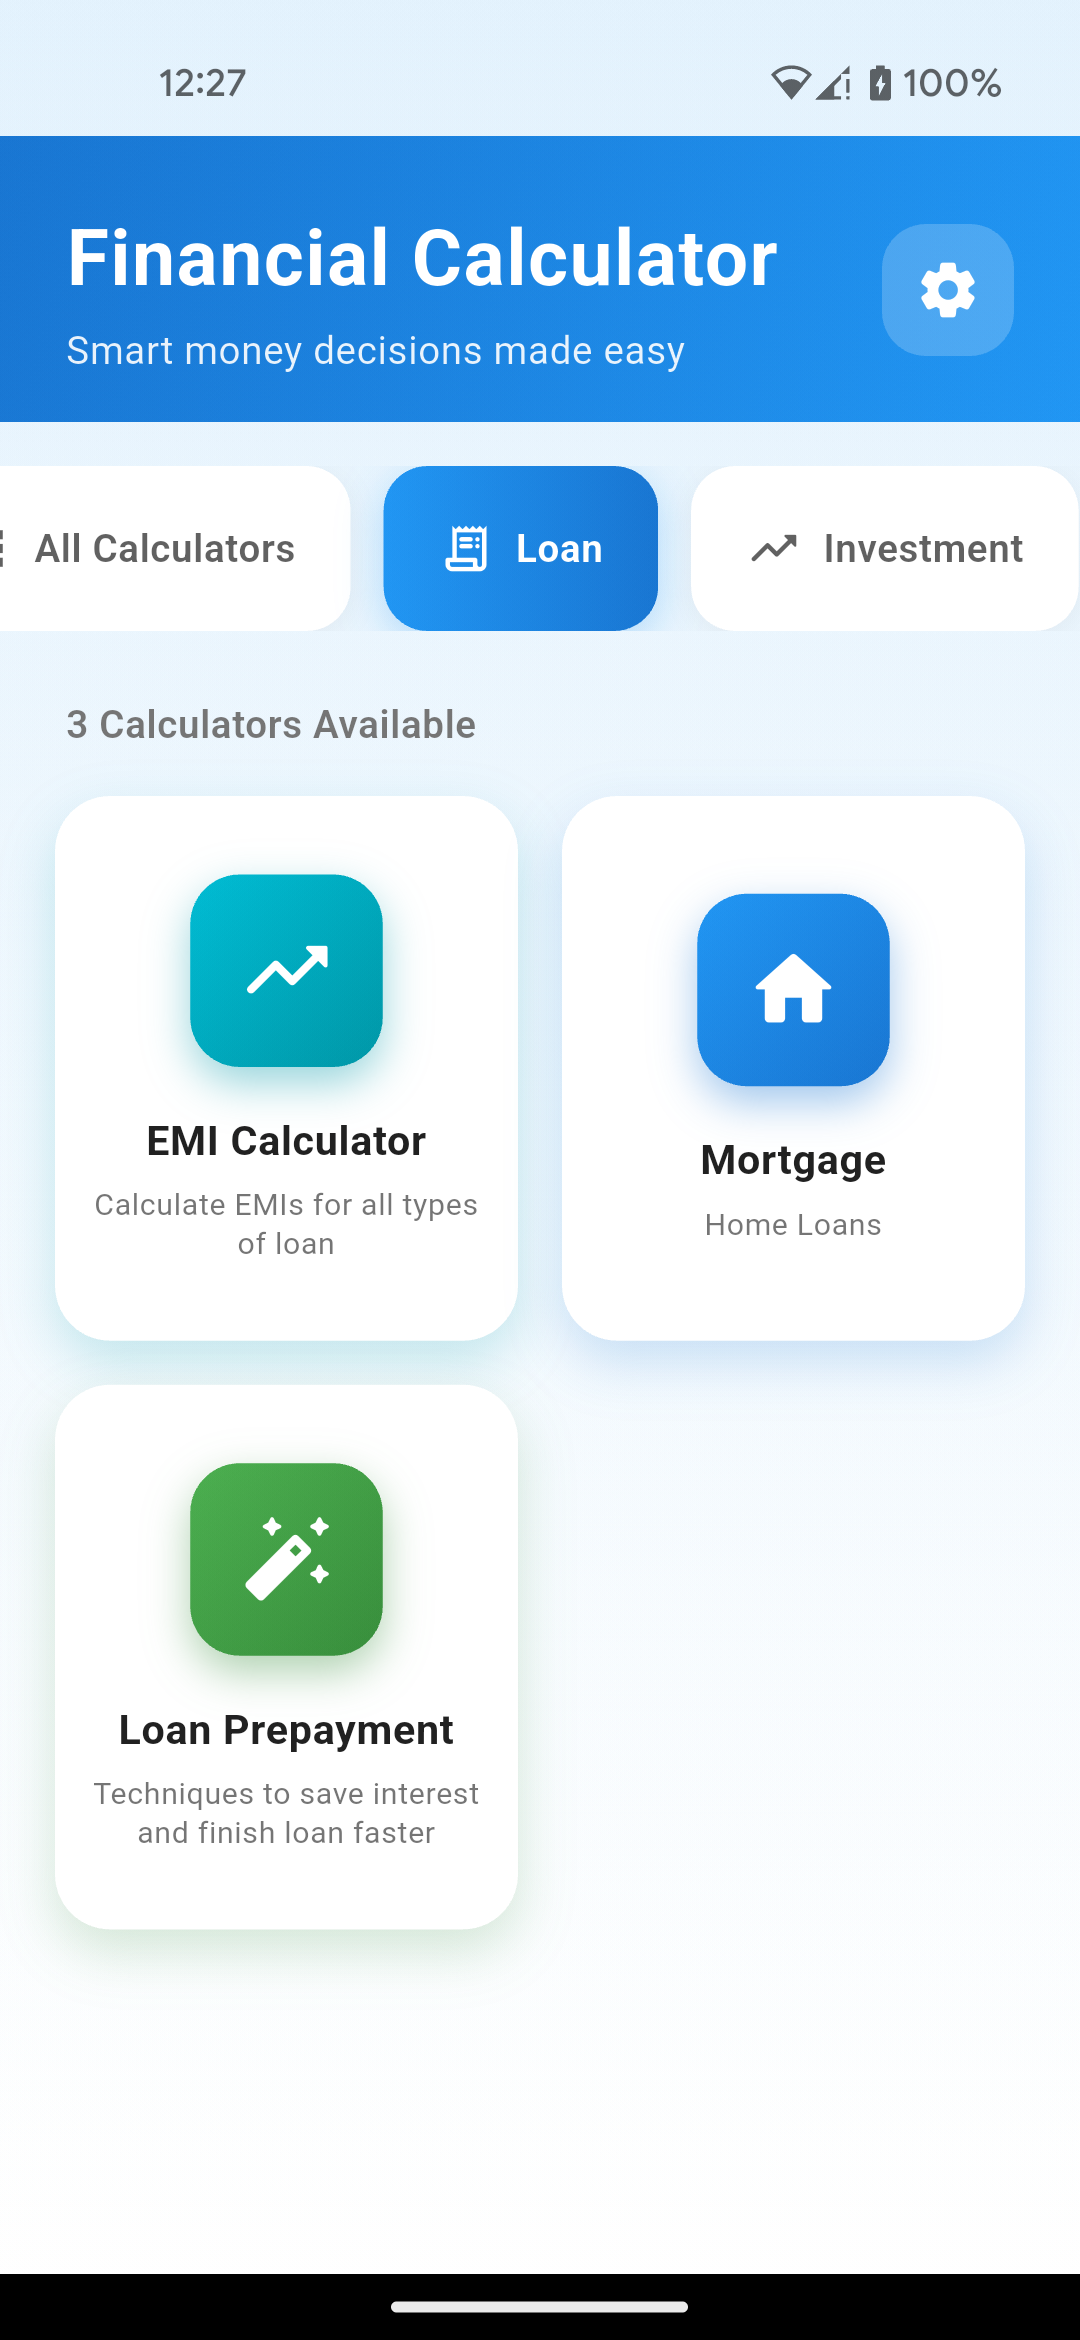 12:27
100%
Financial Calculator
Smart money decisions made easy
All Calculators
Loan
Investment
3 Calculators Available
EMI Calculator
Calculate EMIs for all types
of loan
Mortgage
Home Loans
Loan Prepayment
Techniques to save interest
and finish loan faster